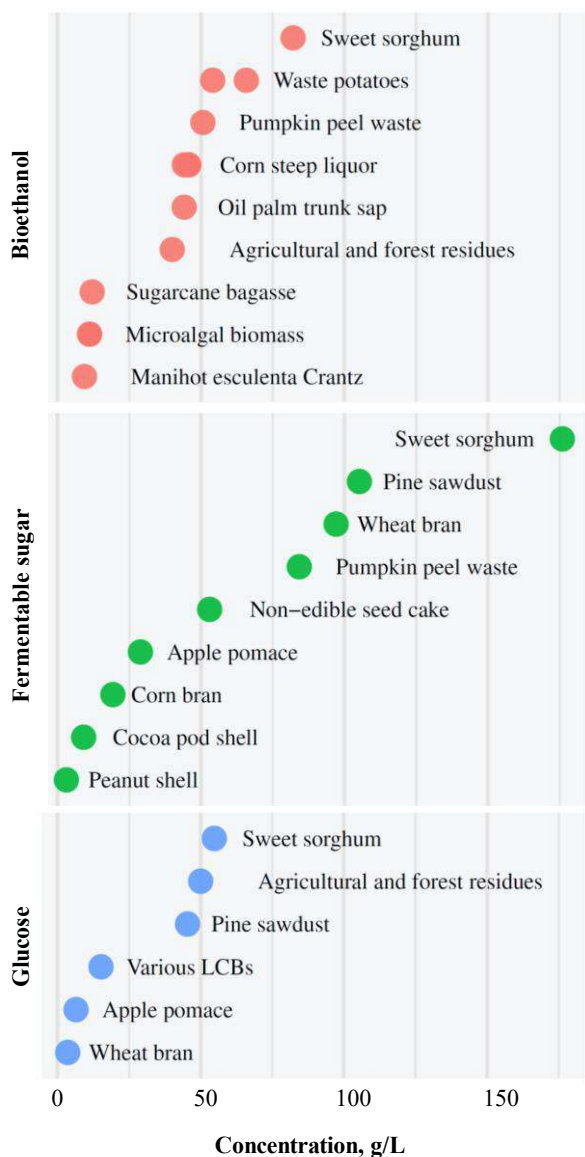 Bioethanol
Sweet sorghum
Waste potatoes
Pumpkin peel waste
Corn steep liquor
Oil palm trunk sap
Agricultural and forest residues
Sugarcane bagasse
Microalgal biomass
Manihot esculenta Crantz
Fermentable sugar
Sweet sorghum
Pine sawdust
Wheat bran
Pumpkin peel waste
Non−edible seed cake
Apple pomace
Corn bran
Cocoa pod shell
Peanut shell
Glucose
Sweet sorghum
Agricultural and forest residues
Pine sawdust
Various LCBs
Apple pomace
Wheat bran
0 50 100 150
Concentration, g/L